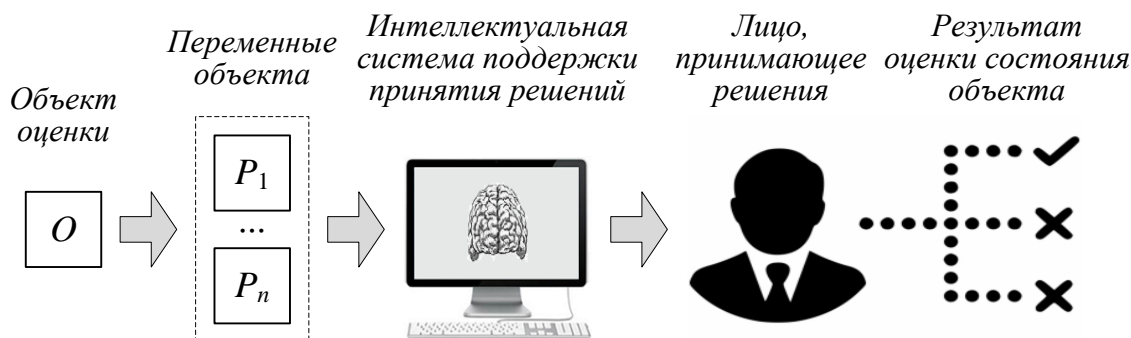 Объект
оценки
O
Переменные
объекта
P1
...
Pn
Интеллектуальная
система поддержки
принятия решений
Лицо,
принимающее
решения
Результат
оценки состояния
объекта